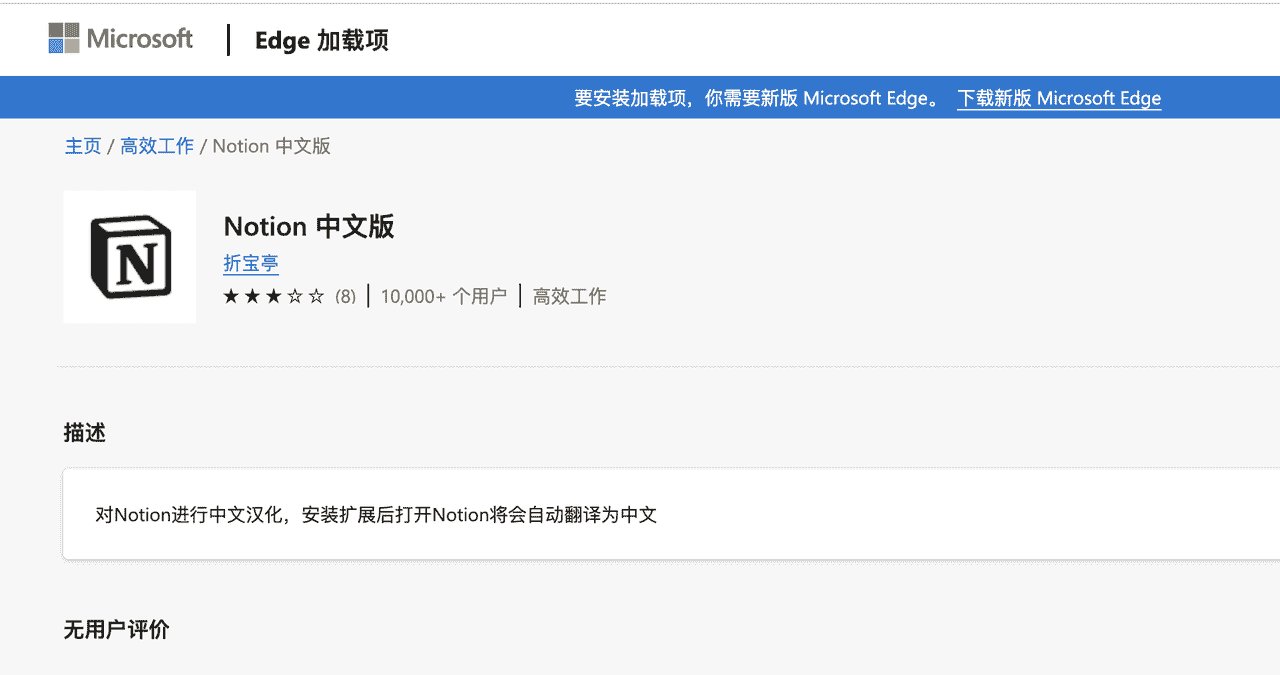 Microsoft | Edge 加载项
要安装加载项，你需要新版 Microsoft Edge。 下载新版 Microsoft Edge
主页 / 高效工作 / Notion 中文版
N
Notion 中文版
折宝亭
★★★☆☆ (8) | 10,000+ 个用户 | 高效工作
描述
对Notion进行中文汉化，安装扩展后打开Notion将会自动翻译为中文
无用户评价